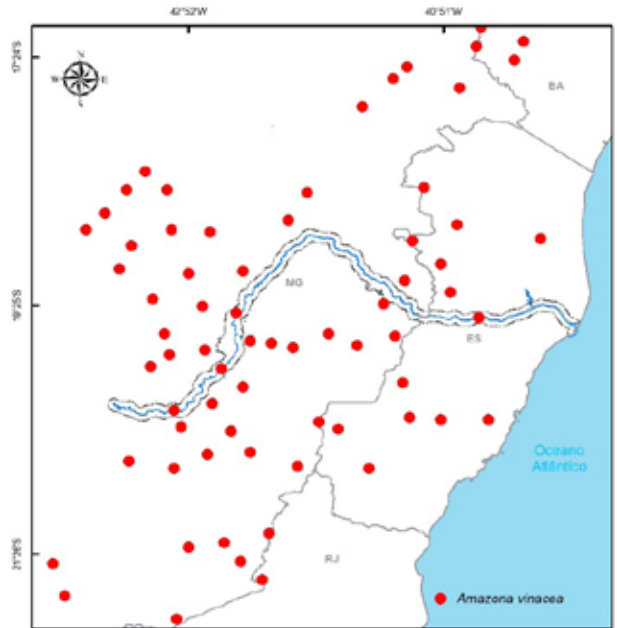 42°52'W 40°51'W
17°24'S
N
W E
S
BA
MG
19°25'S
ES
Oceano
Atlântico
21°26'S
RJ
Amazona vinacea